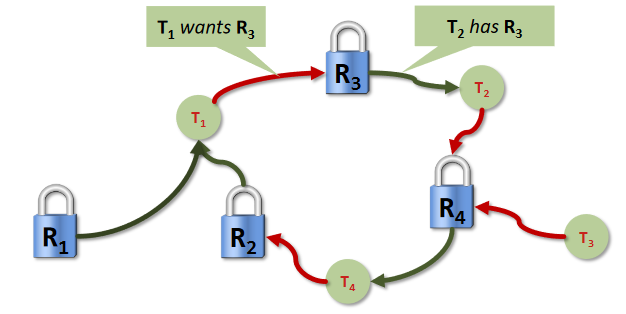 T₁ wants R₃
T₂ has R₃
R₃
T₂
T₁
R₄
R₁
R₂
T₃
T₄